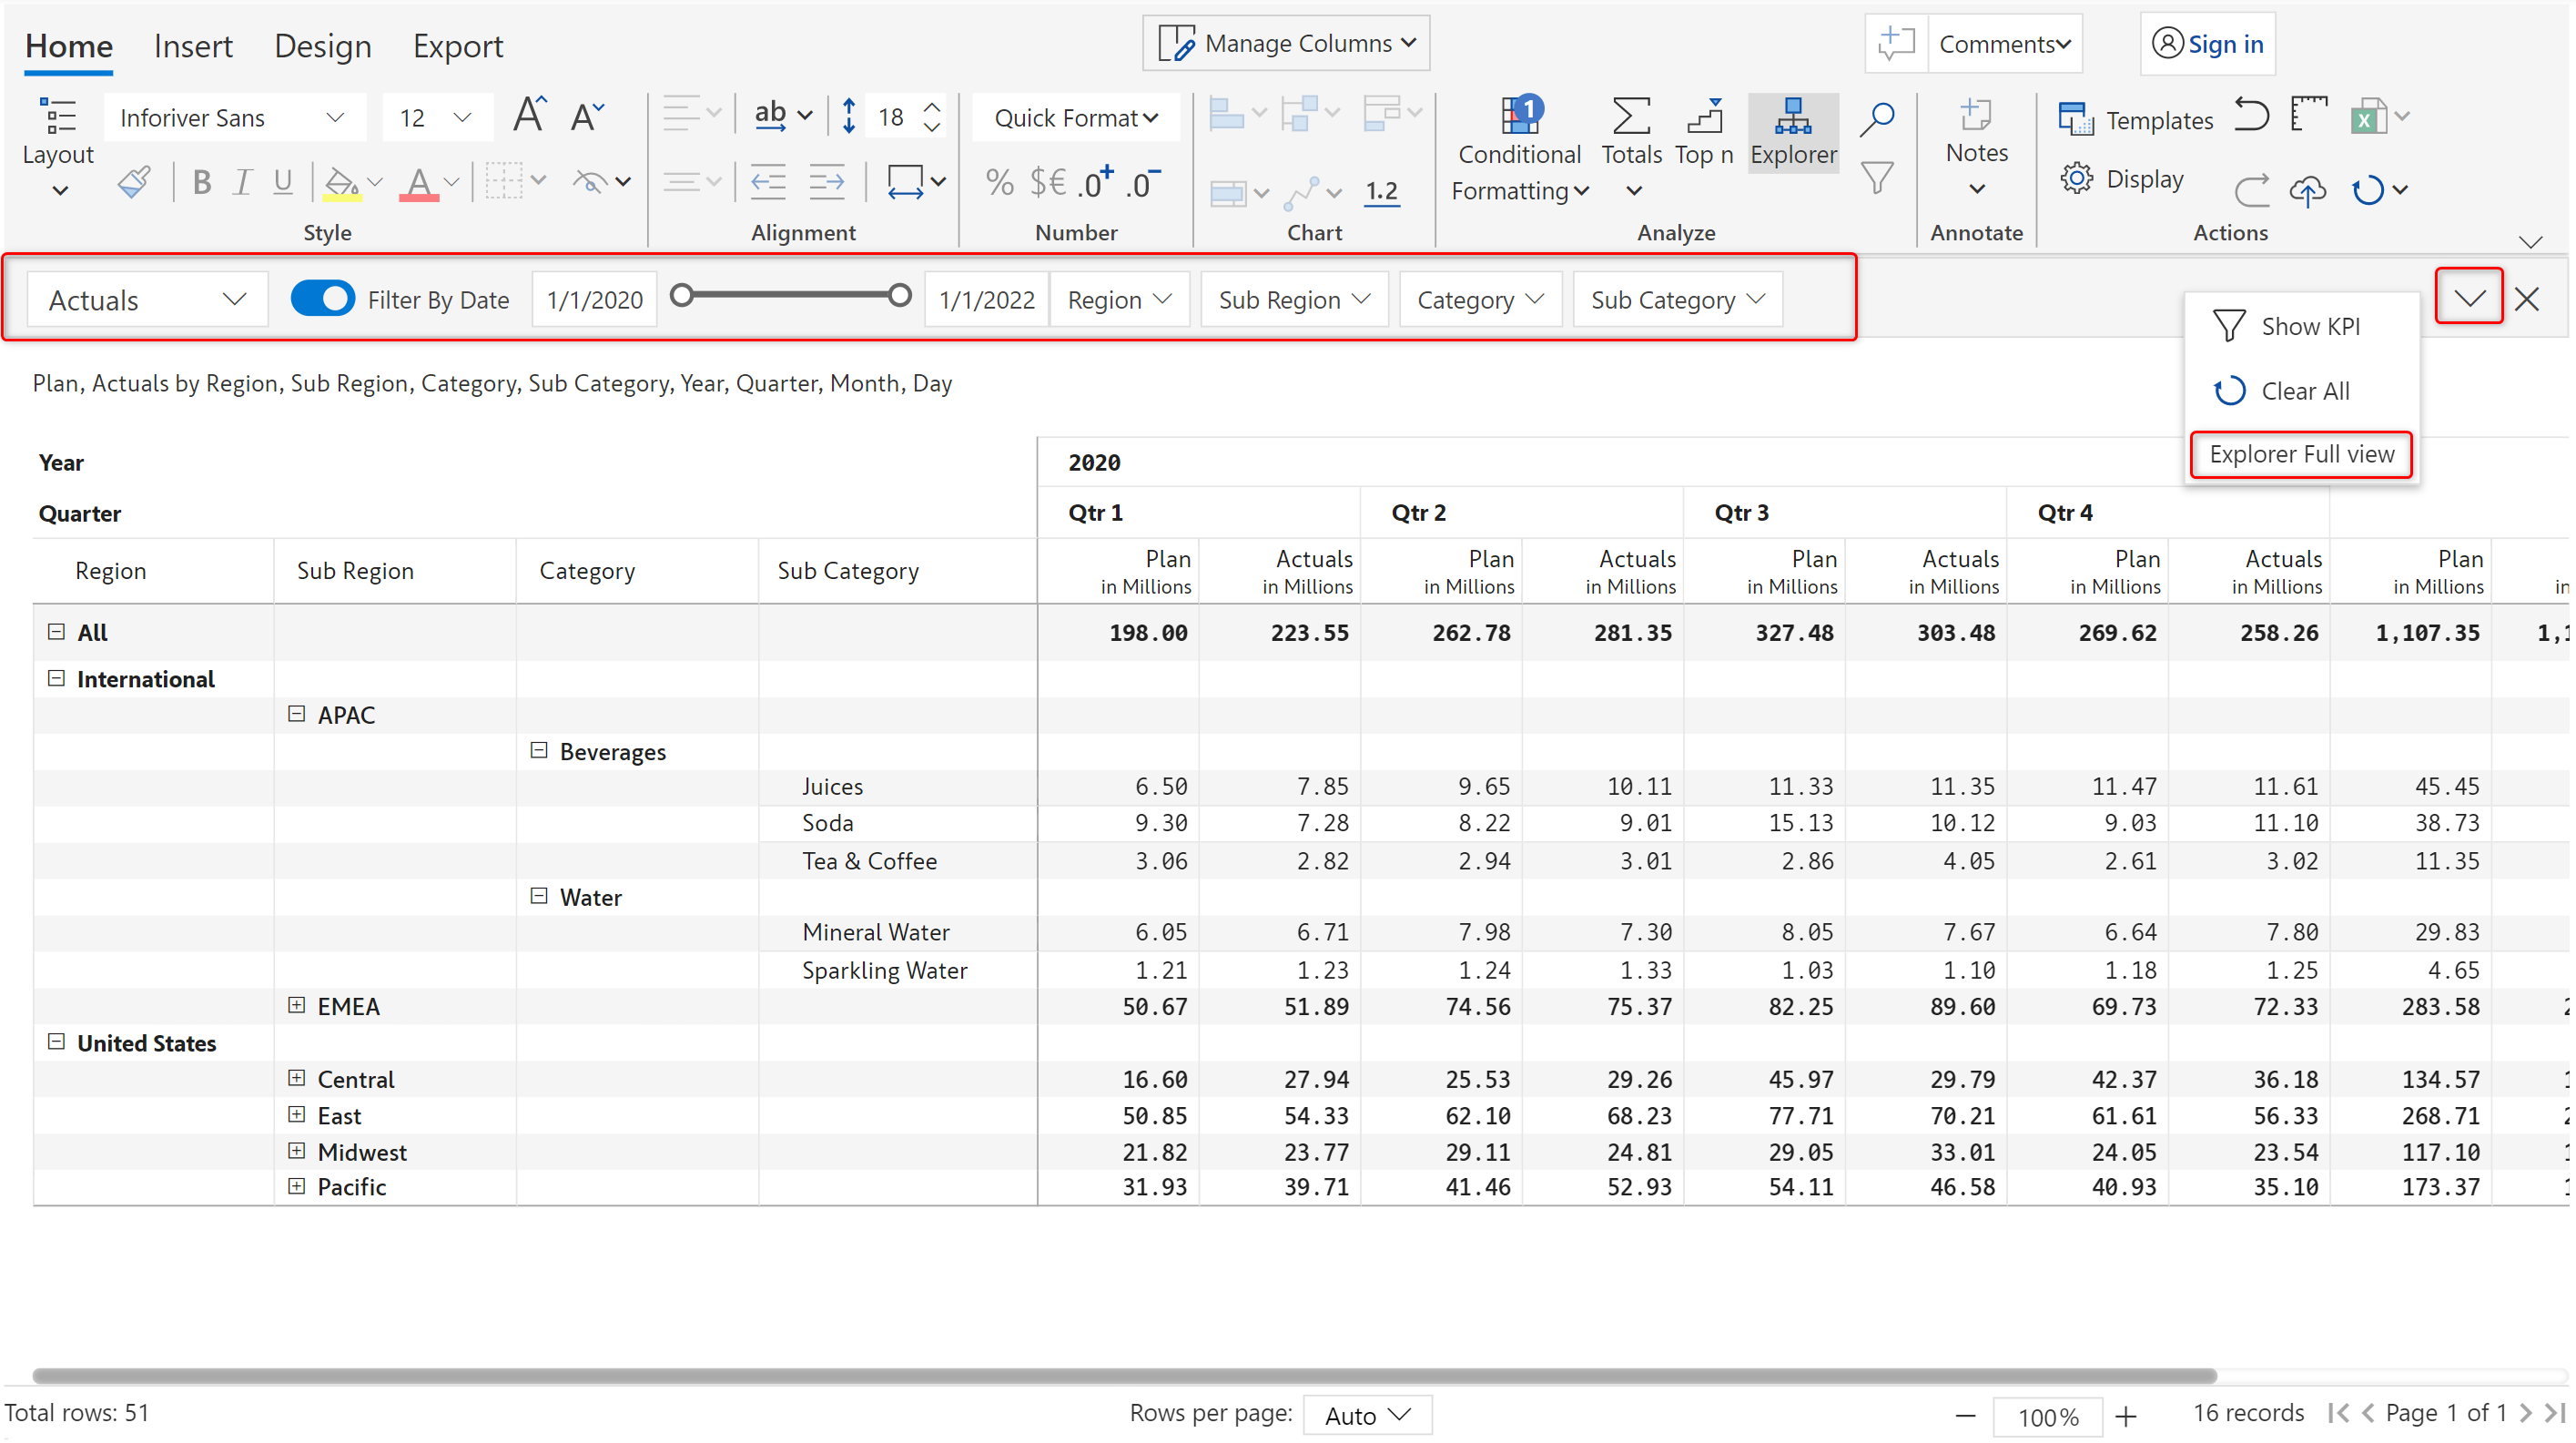 Home Insert Design Export Manage Columns Comments Sign in
Inforiver Sans 12 ab 18 Quick Format 1 Templates
Layout Conditional Totals Top n Explorer Notes
Formatting
B I U A % $€ .0+ .0- 1.2 Display
Style Alignment Number Chart Analyze Annotate Actions
Actuals Filter By Date 1/1/2020 1/1/2022 Region Sub Region Category Sub Category
Show KPI
Clear All
Explorer Full view
Plan, Actuals by Region, Sub Region, Category, Sub Category, Year, Quarter, Month, Day
Year 2020
Quarter Qtr 1 Qtr 2 Qtr 3 Qtr 4
Region Sub Region Category Sub Category Plan Actuals Plan Actuals Plan Actuals Plan Actuals Plan
in Millions in Millions in Millions in Millions in Millions in Millions in Millions in Millions in Millions
All 198.00 223.55 262.78 281.35 327.48 303.48 269.62 258.26 1,107.35
International
APAC
Beverages
Juices 6.50 7.85 9.65 10.11 11.33 11.35 11.47 11.61 45.45
Soda 9.30 7.28 8.22 9.01 15.13 10.12 9.03 11.10 38.73
Tea & Coffee 3.06 2.82 2.94 3.01 2.86 4.05 2.61 3.02 11.35
Water
Mineral Water 6.05 6.71 7.98 7.30 8.05 7.67 6.64 7.80 29.83
Sparkling Water 1.21 1.23 1.24 1.33 1.03 1.10 1.18 1.25 4.65
EMEA 50.67 51.89 74.56 75.37 82.25 89.60 69.73 72.33 283.58
United States
Central 16.60 27.94 25.53 29.26 45.97 29.79 42.37 36.18 134.57
East 50.85 54.33 62.10 68.23 77.71 70.21 61.61 56.33 268.71
Midwest 21.82 23.77 29.11 24.81 29.05 33.01 24.05 23.54 117.10
Pacific 31.93 39.71 41.46 52.93 54.11 46.58 40.93 35.10 173.37
Total rows: 51 Rows per page: Auto 100% 16 records Page 1 of 1